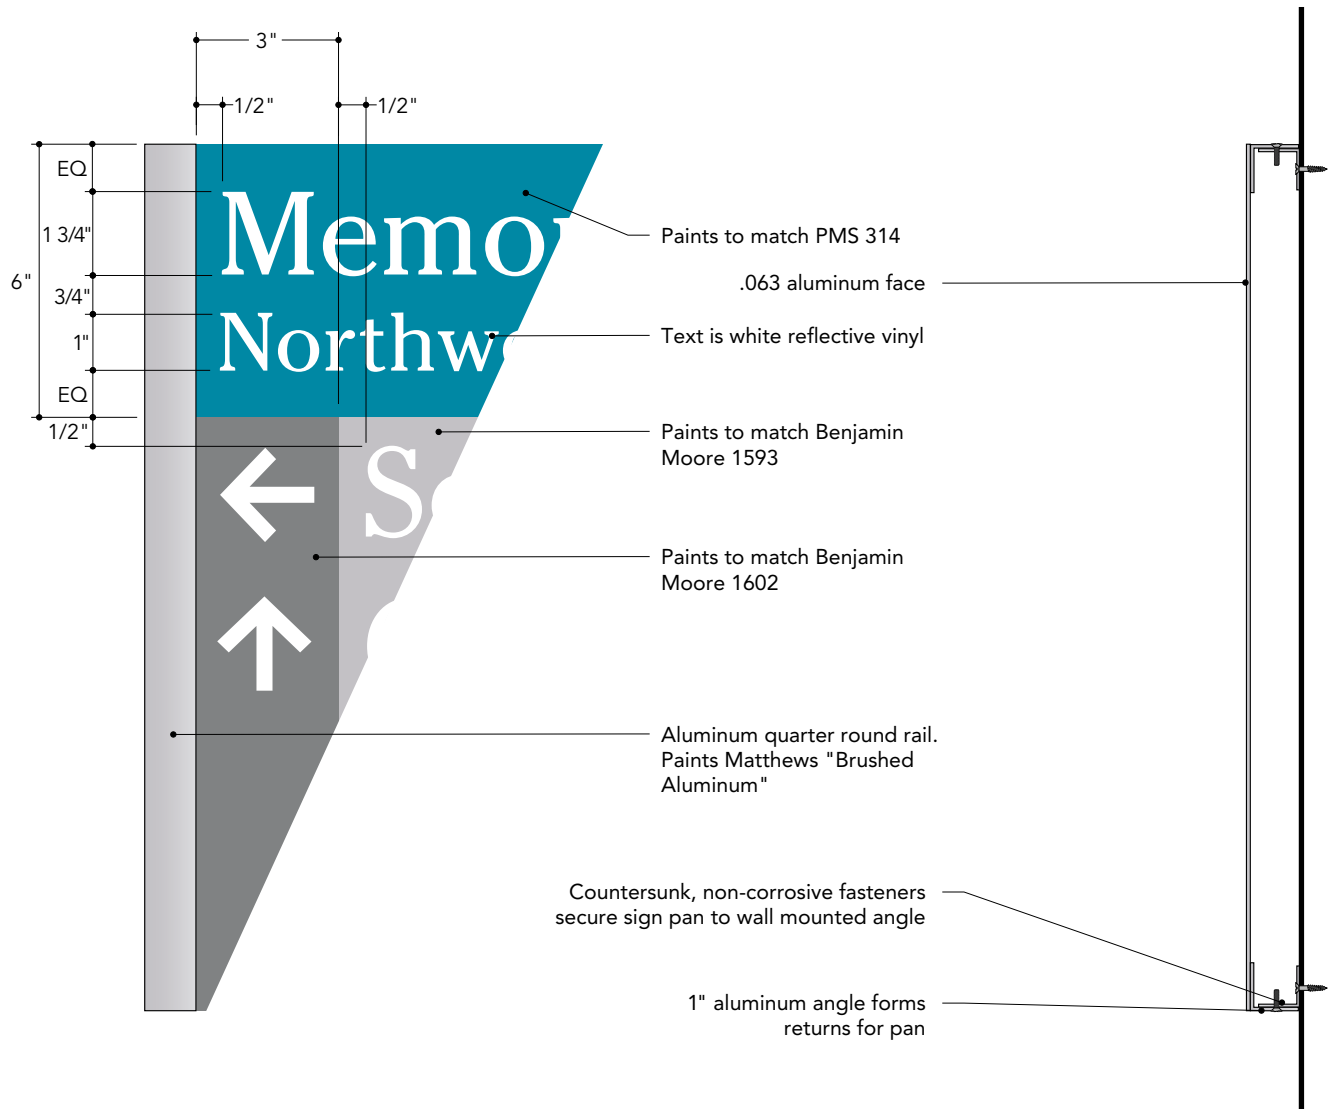 3"
1/2" 1/2"
EQ
1 3/4"
6"
3/4"
1"
EQ
1/2"
Memo
Northw
S
Paints to match PMS 314
.063 aluminum face
Text is white reflective vinyl
Paints to match Benjamin
Moore 1593
Paints to match Benjamin
Moore 1602
Aluminum quarter round rail.
Paints Matthews "Brushed
Aluminum"
Countersunk, non-corrosive fasteners
secure sign pan to wall mounted angle
1" aluminum angle forms
returns for pan